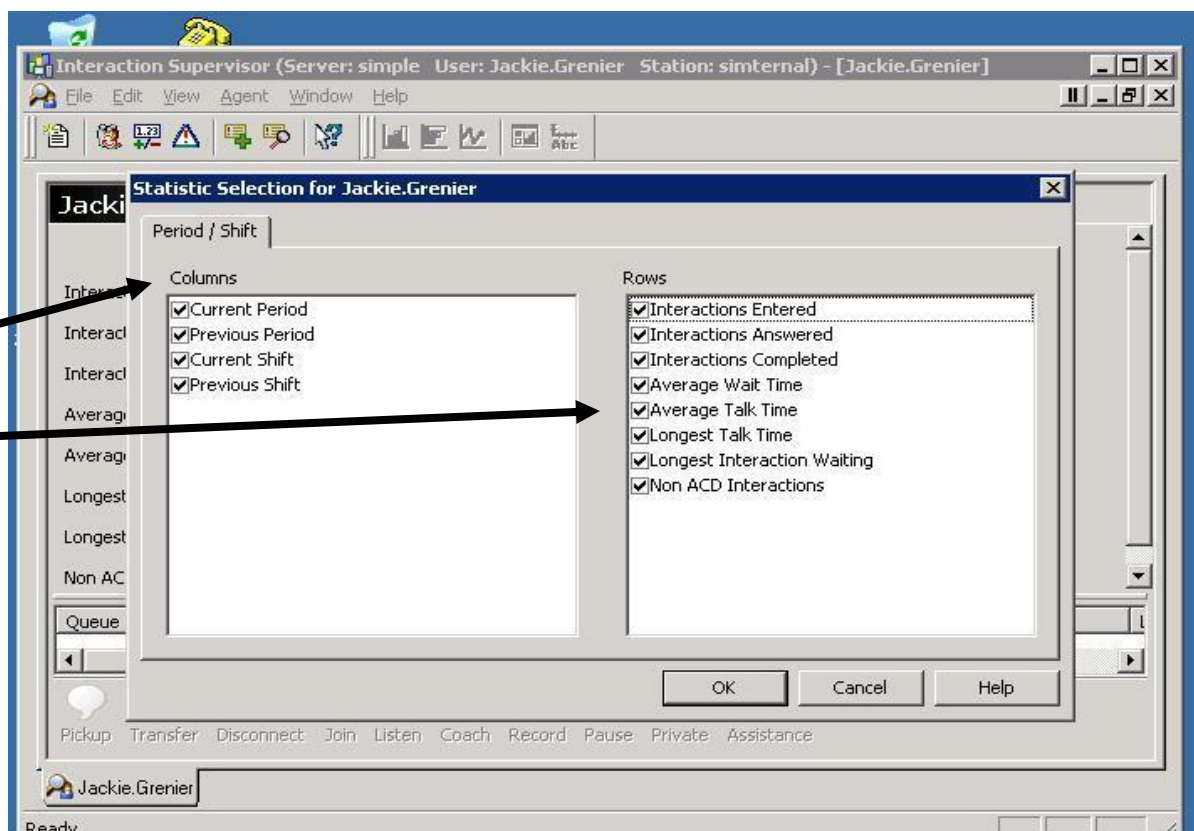 Interaction Supervisor (Server: simple User: Jackie.Grenier Station: simternal) - [Jackie.Grenier]
File Edit View Agent Window Help
1.23
Abc
Jacki
Statistic Selection for Jackie.Grenier
Period / Shift
Columns
Current Period
Previous Period
Current Shift
Previous Shift
Rows
Interactions Entered
Interactions Answered
Interactions Completed
Average Wait Time
Average Talk Time
Longest Talk Time
Longest Interaction Waiting
Non ACD Interactions
Interac
Interact
Averag
Averag
Longest
Longest
Non AC
Queue
L
OK Cancel Help
Pickup Transfer Disconnect Join Listen Coach Record Pause Private Assistance
Jackie.Grenier
Ready